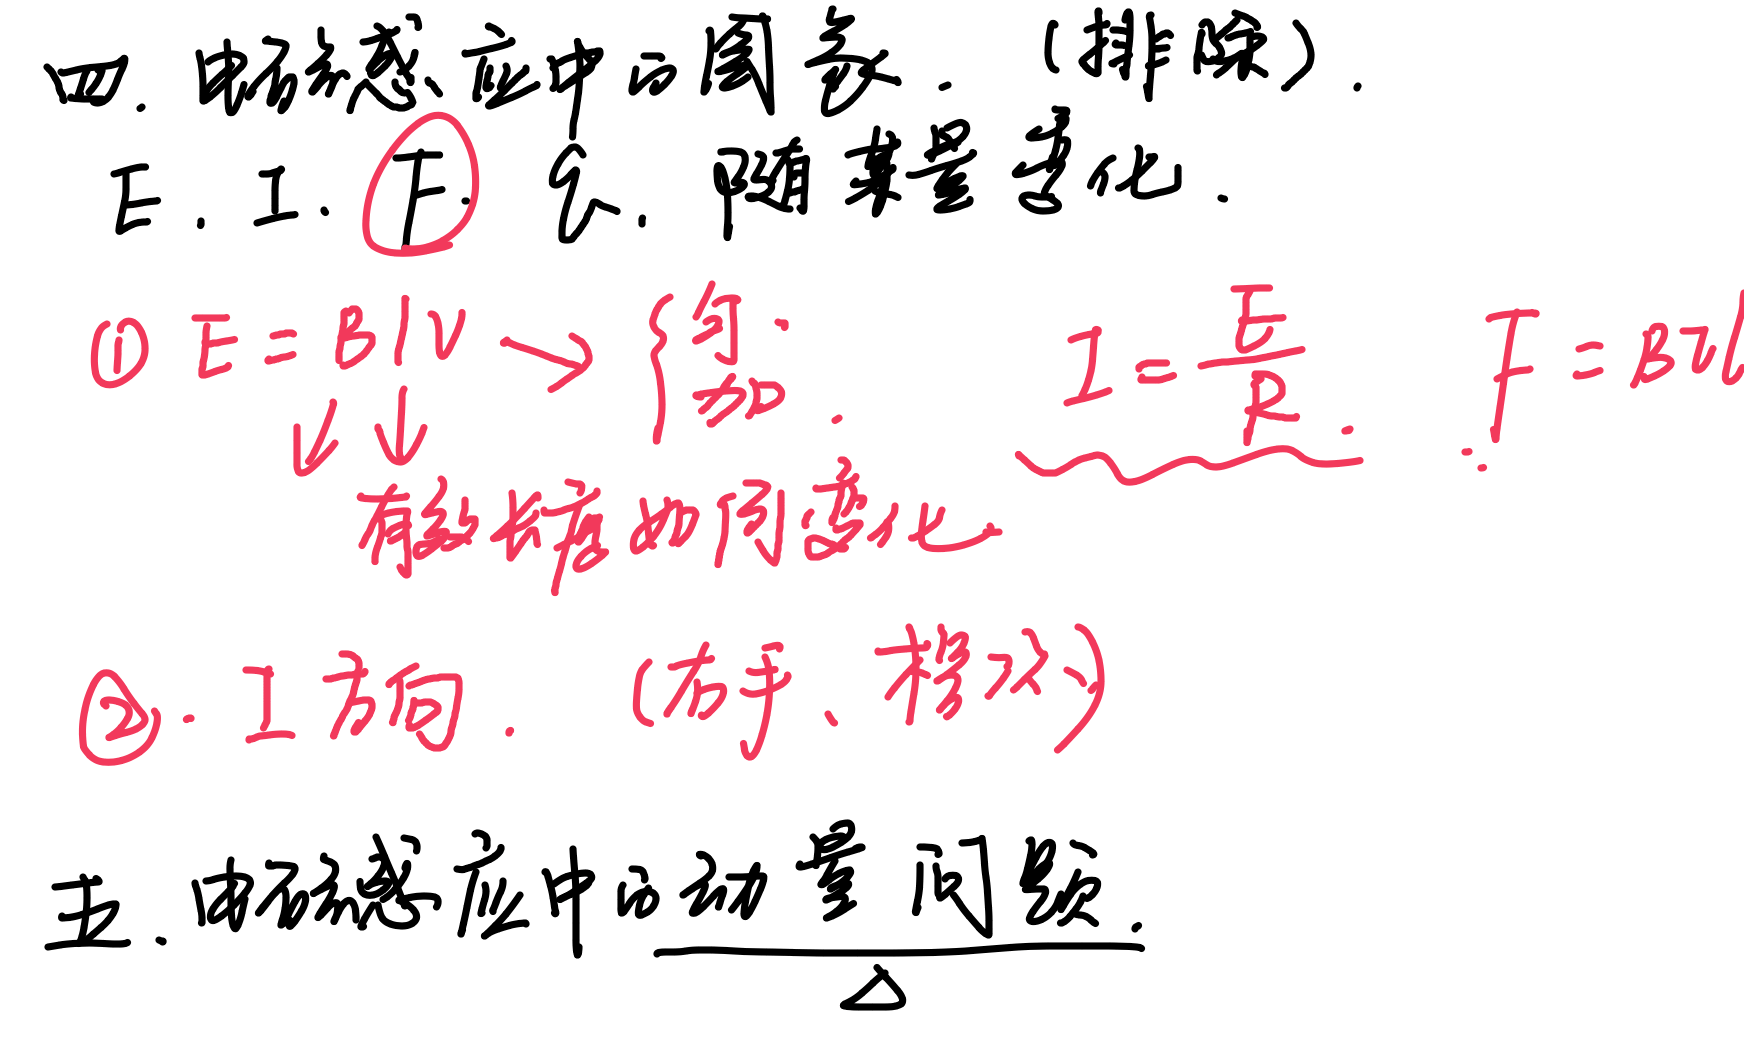 四. 电磁感应中的图象. (排除).
E. I. F. q. 随某量变化.
① E = BlV → { 匀. 加. I = E/R. F = BIl
有效长度如何变化
②. I 方向. (右手、楞次)
五. 电磁感应中的动量问题.